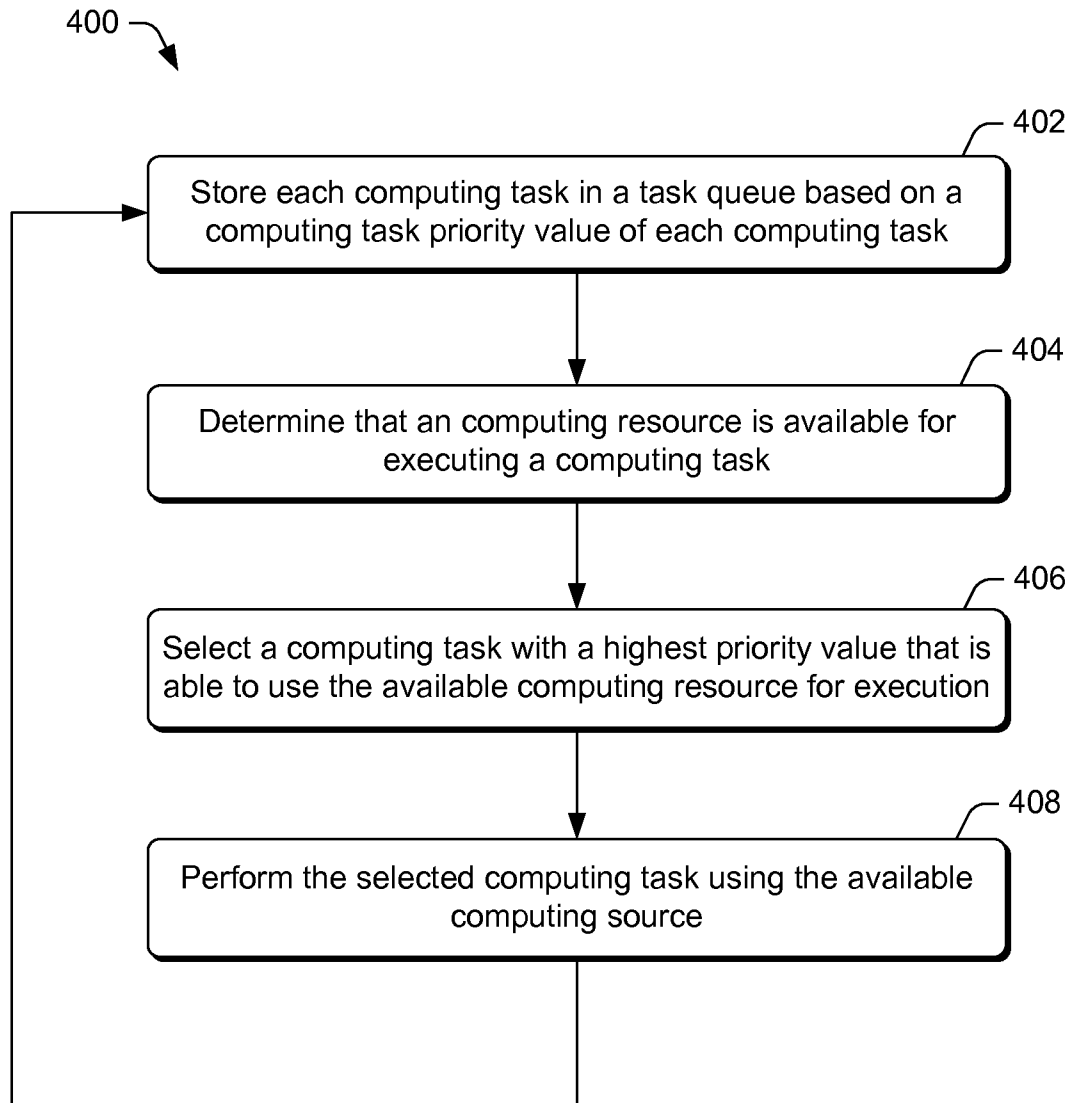 400
402
Store each computing task in a task queue based on a
computing task priority value of each computing task
404
Determine that an computing resource is available for
executing a computing task
406
Select a computing task with a highest priority value that is
able to use the available computing resource for execution
408
Perform the selected computing task using the available
computing source